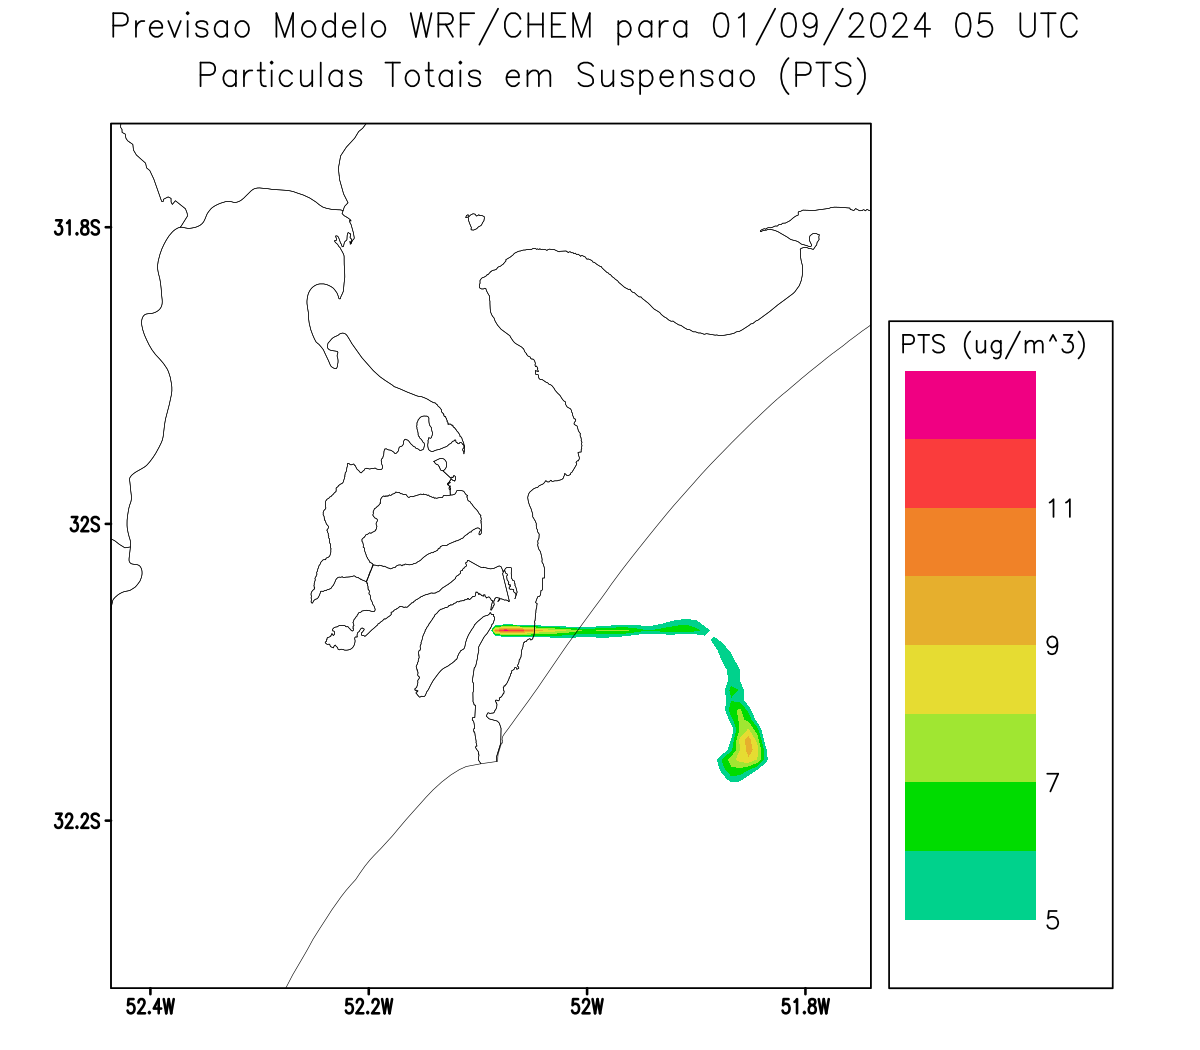 Previsao Modelo WRF/CHEM para 01/09/2024 05 UTC
Particulas Totais em Suspensao (PTS)
31.8S
32S
32.2S
52.4W
52.2W
52W
51.8W
PTS (ug/m^3)
11
9
7
5